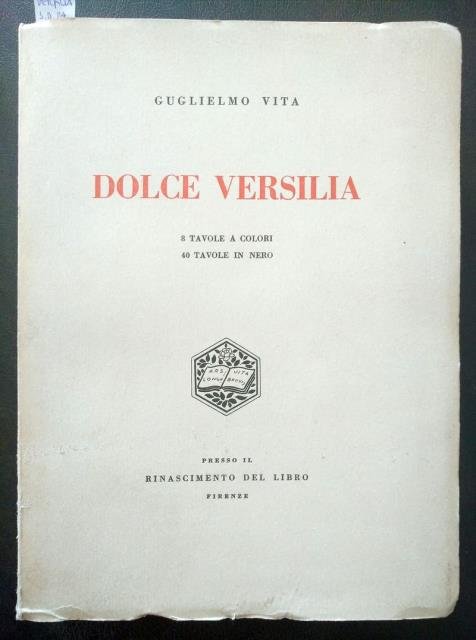 GUGLIELMO VITA
DOLCE VERSILIA
8 TAVOLE A COLORI
40 TAVOLE IN NERO
ARS VITA
LONGA BREVIS
PRESSO IL
RINASCIMENTO DEL LIBRO
FIRENZE